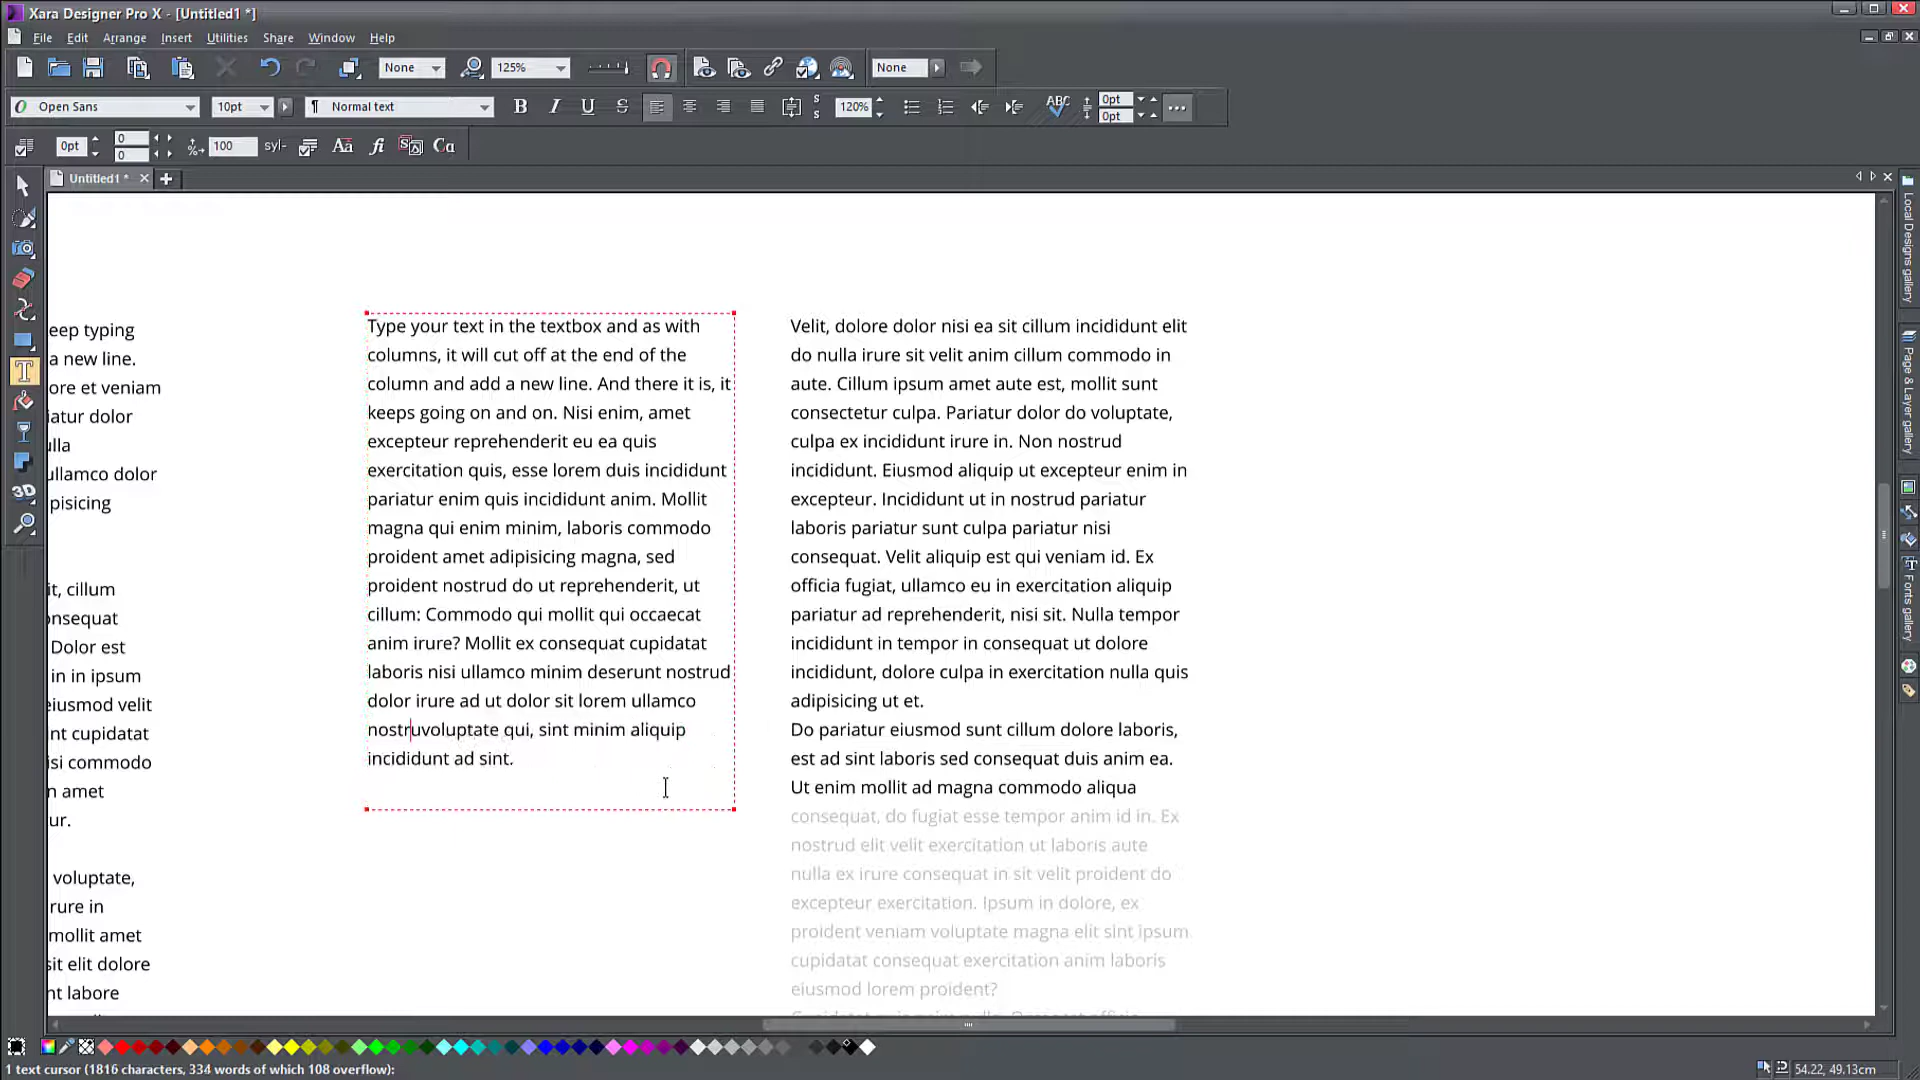 Xara Designer Pro X - [Untitled1 *]
File Edit Arrange Insert Utilities Share Window Help
None 125% None
Open Sans 10pt Normal text 120% ABC 0pt
0pt
0pt 0 100 syl-
0
Untitled1 *
eep typing
a new line.
ore et veniam
iatur dolor
ulla
ullamco dolor
pisicing
it, cillum
onsequat
Dolor est
in in ipsum
eiusmod velit
nt cupidatat
isi commodo
n amet
ur.
voluptate,
rure in
mollit amet
sit elit dolore
nt labore
Type your text in the textbox and as with
columns, it will cut off at the end of the
column and add a new line. And there it is, it
keeps going on and on. Nisi enim, amet
excepteur reprehenderit eu ea quis
exercitation quis, esse lorem duis incididunt
pariatur enim quis incididunt anim. Mollit
magna qui enim minim, laboris commodo
proident amet adipisicing magna, sed
proident nostrud do ut reprehenderit, ut
cillum: Commodo qui mollit qui occaecat
anim irure? Mollit ex consequat cupidatat
laboris nisi ullamco minim deserunt nostrud
dolor irure ad ut dolor sit lorem ullamco
nostruvoluptate qui, sint minim aliquip
incididunt ad sint.
Velit, dolore dolor nisi ea sit cillum incididunt elit
do nulla irure sit velit anim cillum commodo in
aute. Cillum ipsum amet aute est, mollit sunt
consectetur culpa. Pariatur dolor do voluptate,
culpa ex incididunt irure in. Non nostrud
incididunt. Eiusmod aliquip ut excepteur enim in
excepteur. Incididunt ut in nostrud pariatur
laboris pariatur sunt culpa pariatur nisi
consequat. Velit aliquip est qui veniam id. Ex
officia fugiat, ullamco eu in exercitation aliquip
pariatur ad reprehenderit, nisi sit. Nulla tempor
incididunt in tempor in consequat ut dolore
incididunt, dolore culpa in exercitation nulla quis
adipisicing ut et.
Do pariatur eiusmod sunt cillum dolore laboris,
est ad sint laboris sed consequat duis anim ea.
Ut enim mollit ad magna commodo aliqua
consequat, do fugiat esse tempor anim id in. Ex
nostrud elit velit exercitation ut laboris aute
nulla ex irure consequat in sit velit proident do
excepteur exercitation. Ipsum in dolore, ex
proident veniam voluptate magna elit sint ipsum
cupidatat consequat exercitation anim laboris
eiusmod lorem proident?
Local Designs gallery
Page & Layer gallery
Fonts gallery
3D
1 text cursor (1816 characters, 334 words of which 108 overflow):
54.22, 49.13cm